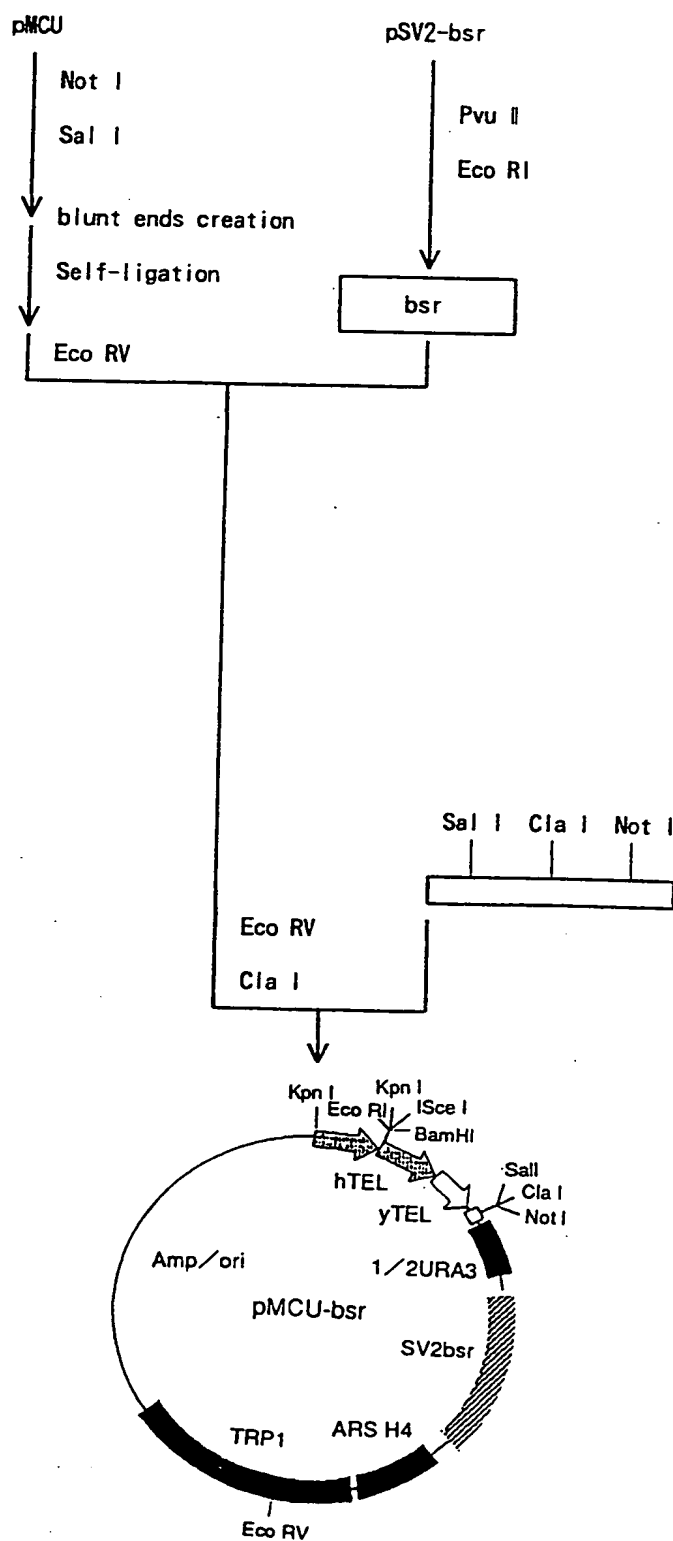 pMCU
pSV2-bsr
Not I
Sal I
Pvu II
Eco RI
blunt ends creation
Self-ligation
bsr
Eco RV
Sal I Cla I Not I
Eco RV
Cla I
Kpn I
Kpn I
Eco RI
ISce I
BamHI
hTEL
yTEL
SalI
Cla I
Not I
Amp/ori
1/2URA3
pMCU-bsr
SV2bsr
TRP1
ARS H4
Eco RV